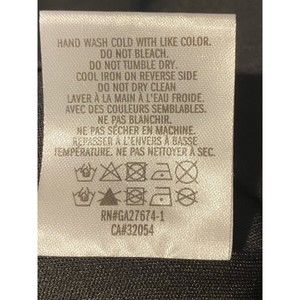 HAND WASH COLD WITH LIKE COLOR.
DO NOT BLEACH.
DO NOT TUMBLE DRY.
COOL IRON ON REVERSE SIDE
DO NOT DRY CLEAN
LAVER À LA MAIN À L'EAU FROIDE.
AVEC DES COULEURS SEMBLABLES.
NE PAS BLANCHIR.
NE PAS SÉCHER EN MACHINE.
REPASSER À L'ENVERS À BASSE
TEMPÉRATURE. NE PAS NETTOYER À SEC.
RN#GA27674-1
CA#32054